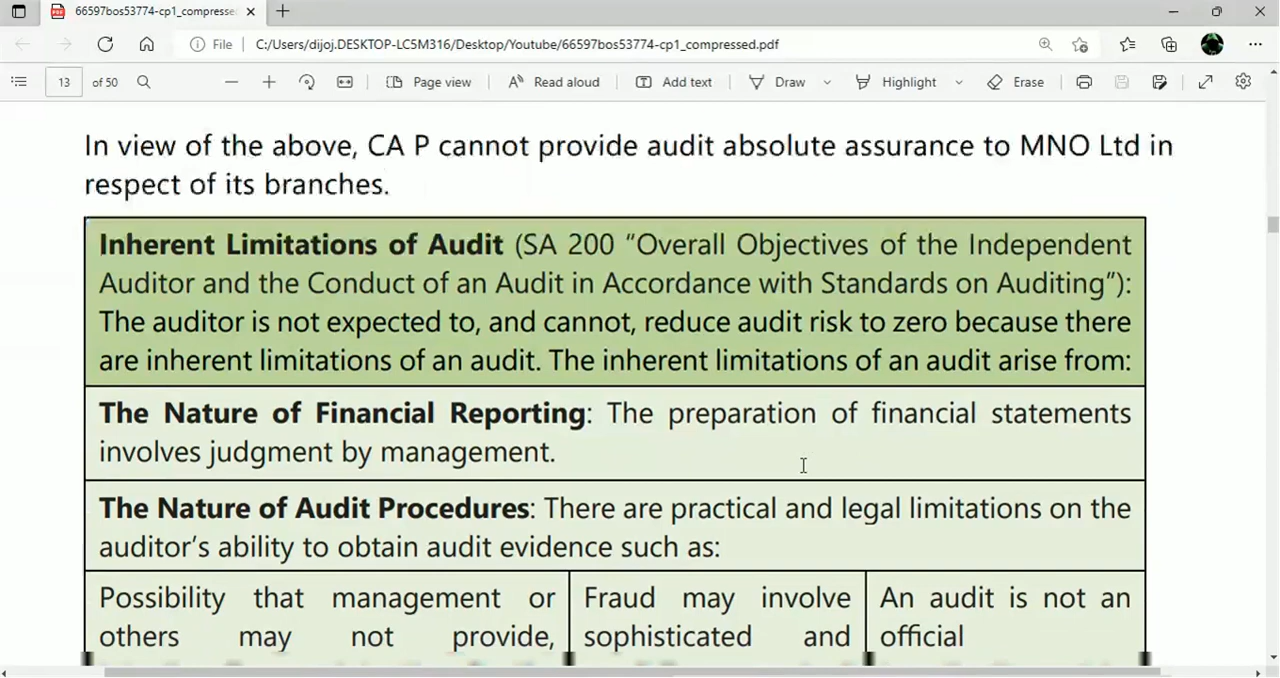 66597bos53774-cp1_compresse
File C:/Users/dijoj.DESKTOP-LC5M316/Desktop/Youtube/66597bos53774-cp1_compressed.pdf
13 of 50 Page view Read aloud Add text Draw Highlight Erase
In view of the above, CA P cannot provide audit absolute assurance to MNO Ltd in
respect of its branches.
Inherent Limitations of Audit (SA 200 "Overall Objectives of the Independent
Auditor and the Conduct of an Audit in Accordance with Standards on Auditing"):
The auditor is not expected to, and cannot, reduce audit risk to zero because there
are inherent limitations of an audit. The inherent limitations of an audit arise from:
The Nature of Financial Reporting: The preparation of financial statements
involves judgment by management.
The Nature of Audit Procedures: There are practical and legal limitations on the
auditor's ability to obtain audit evidence such as:
Possibility that management or
others may not provide,
Fraud may involve
sophisticated and
An audit is not an
official